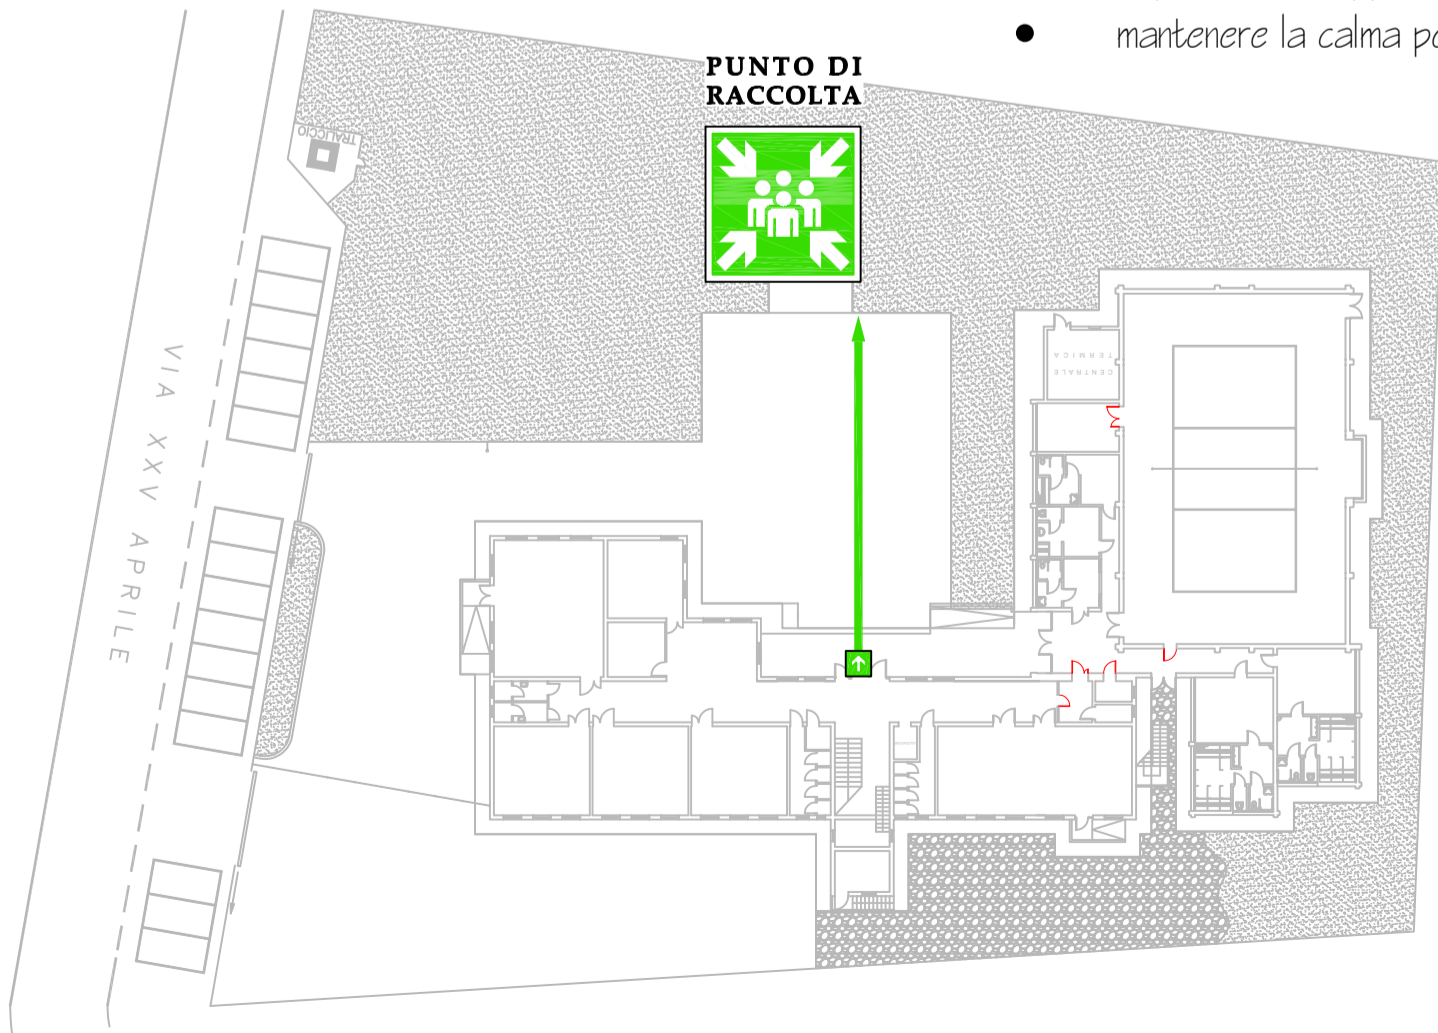 mantenere la calma
PUNTO DI
RACCOLTA
TRALICCIO
CENTRALE
TERMICA
VIA XXV APRILE